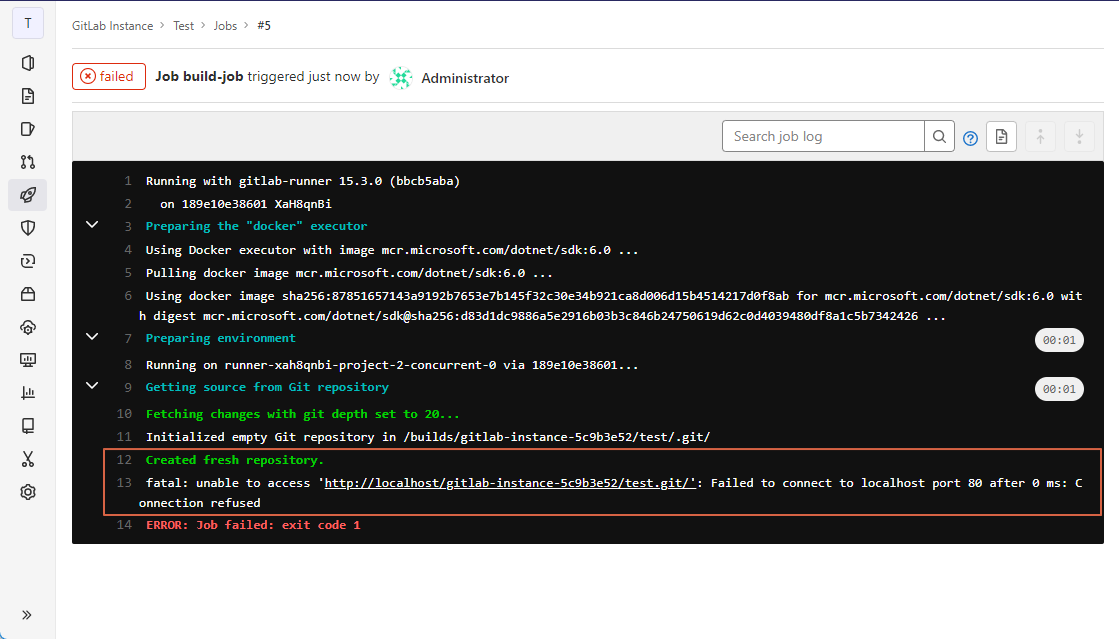 T
GitLab Instance > Test > Jobs > #5
failed Job build-job triggered just now by Administrator
Search job log
1 Running with gitlab-runner 15.3.0 (bbcb5aba)
2 on 189e10e38601 XaH8qnBi
3 Preparing the "docker" executor
4 Using Docker executor with image mcr.microsoft.com/dotnet/sdk:6.0 ...
5 Pulling docker image mcr.microsoft.com/dotnet/sdk:6.0 ...
6 Using docker image sha256:87851657143a9192b7653e7b145f32c30e34b921ca8d006d15b4514217d0f8ab for mcr.microsoft.com/dotnet/sdk:6.0 wit
h digest mcr.microsoft.com/dotnet/sdk@sha256:d83d1dc9886a5e2916b03b3c846b24750619d62c0d4039480df8a1c5b7342426 ...
7 Preparing environment 00:01
8 Running on runner-xah8qnbi-project-2-concurrent-0 via 189e10e38601...
9 Getting source from Git repository 00:01
10 Fetching changes with git depth set to 20...
11 Initialized empty Git repository in /builds/gitlab-instance-5c9b3e52/test/.git/
12 Created fresh repository.
13 fatal: unable to access 'http://localhost/gitlab-instance-5c9b3e52/test.git/': Failed to connect to localhost port 80 after 0 ms: C
onnection refused
14 ERROR: Job failed: exit code 1